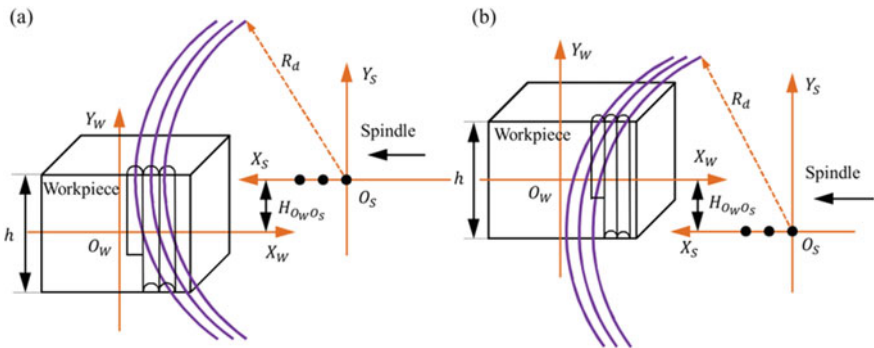 (a)
R_d
Y_S
Y_W
Spindle
Workpiece
X_S
h
H_{O_W O_S}
O_S
O_W
X_W
(b)
Y_W
R_d
Y_S
Workpiece
Spindle
X_W
h
O_W
H_{O_W O_S}
X_S
O_S